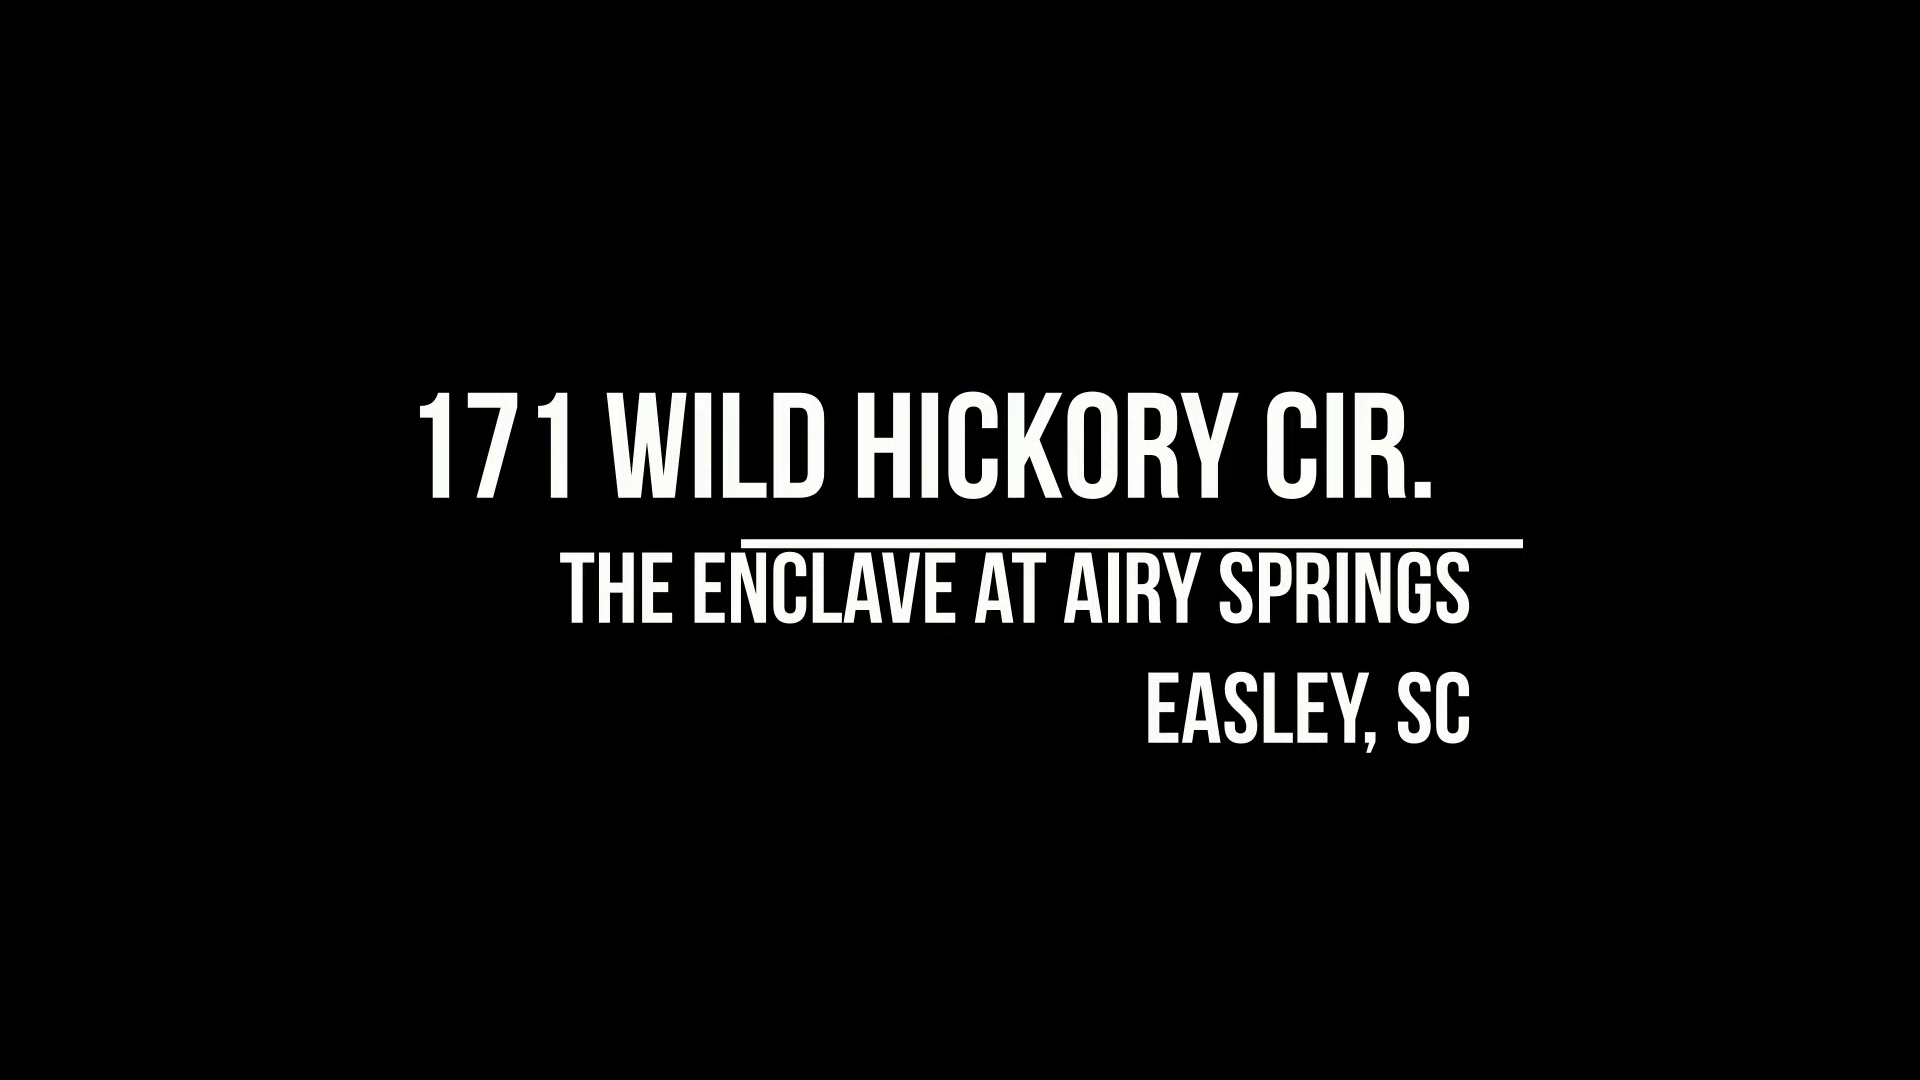 171 WILD HICKORY CIR.
THE ENCLAVE AT AIRY SPRINGS
EASLEY, SC